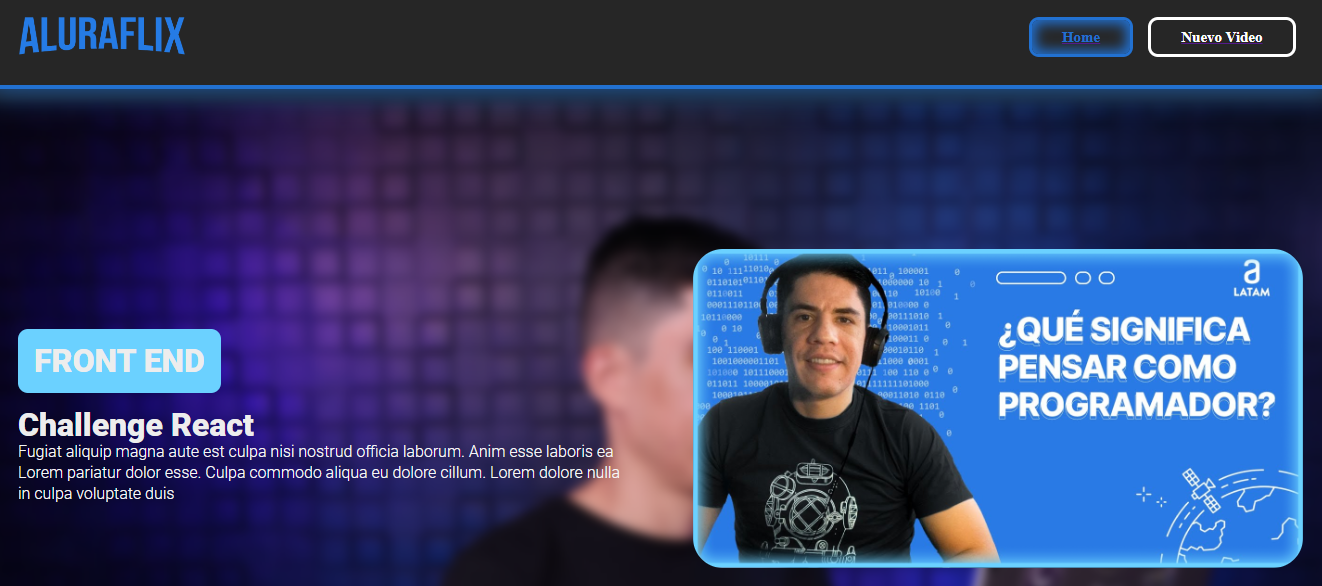 ALURAFLIX
Home
Nuevo Video
a
LATAM
¿QUÉ SIGNIFICA
PENSAR COMO
PROGRAMADOR?
FRONT END
Challenge React
Fugiat aliquip magna aute est culpa nisi nostrud officia laborum. Anim esse laboris ea
Lorem pariatur dolor esse. Culpa commodo aliqua eu dolore cillum. Lorem dolore nulla
in culpa voluptate duis